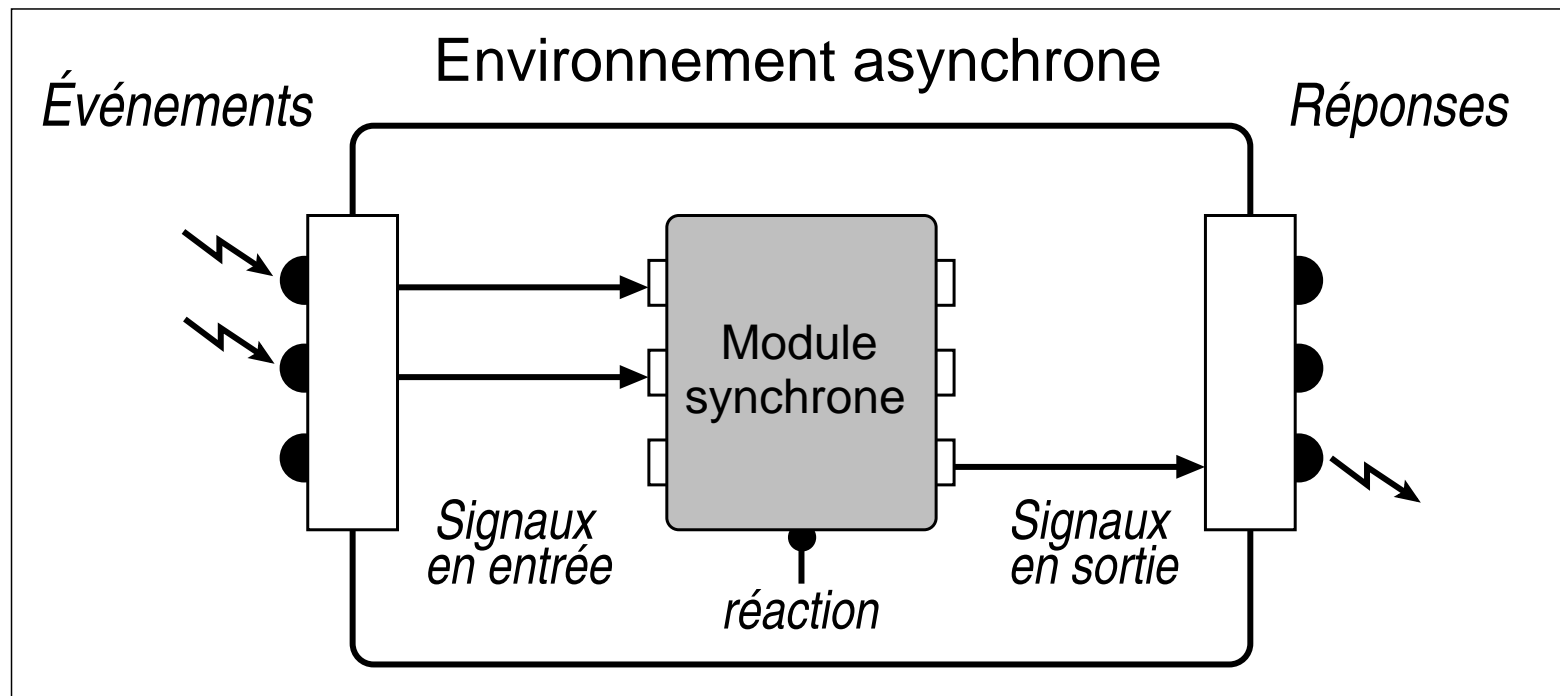 Environnement asynchrone
Événements
Réponses
Module
synchrone
Signaux
en entrée
Signaux
en sortie
réaction